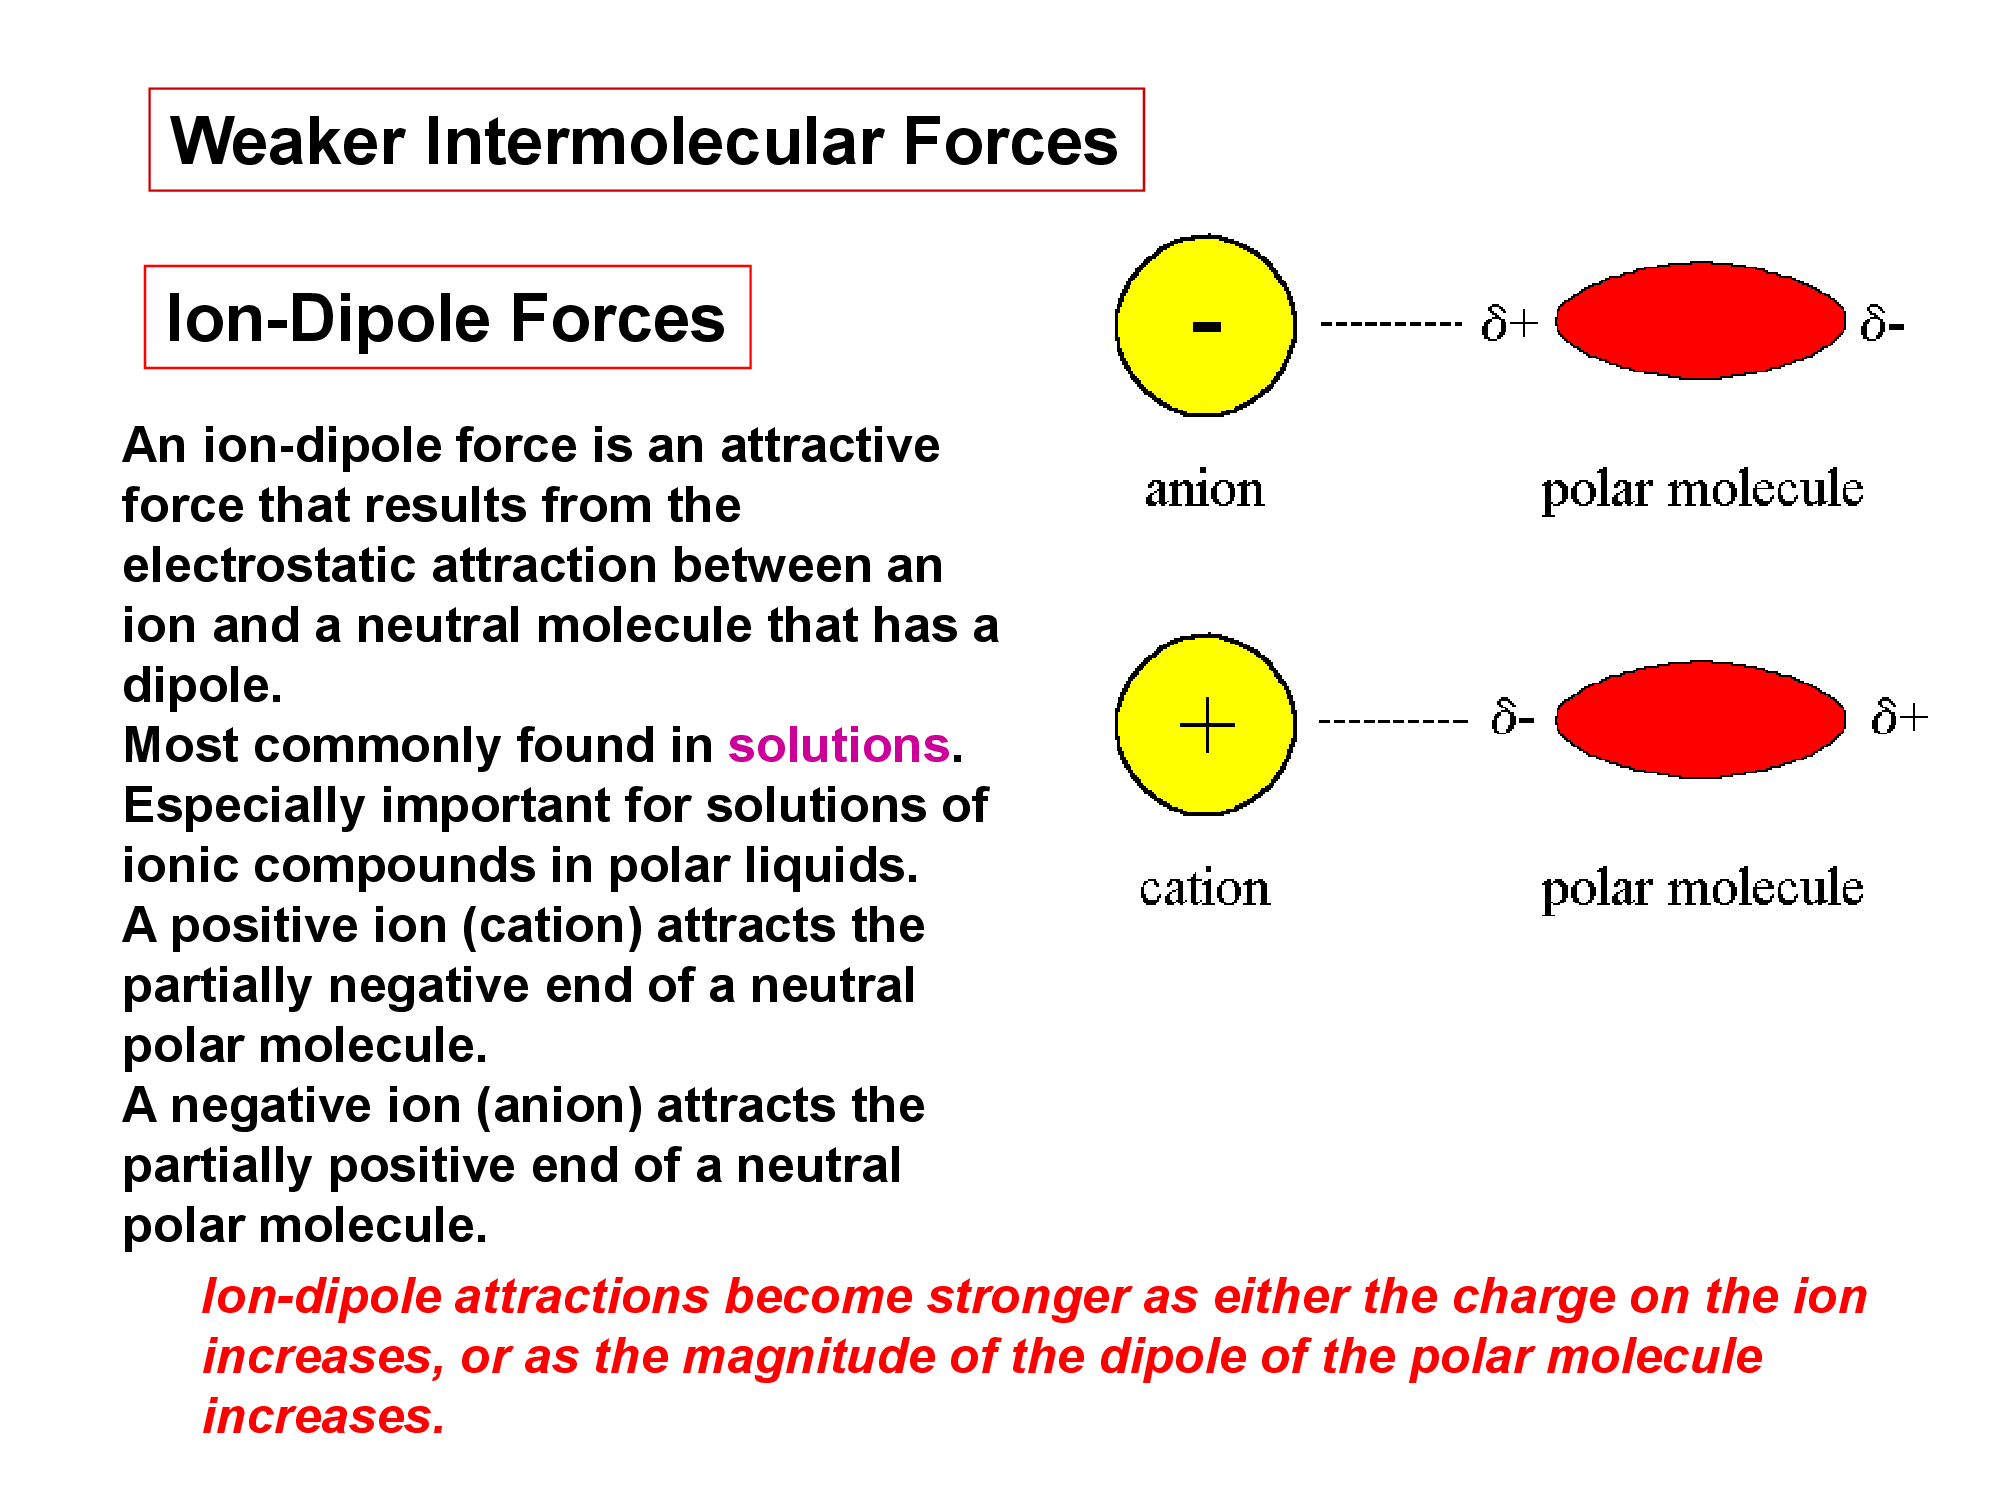 Weaker Intermolecular Forces
Ion-Dipole Forces
An ion-dipole force is an attractive
force that results from the
electrostatic attraction between an
ion and a neutral molecule that has a
dipole.
Most commonly found in solutions.
Especially important for solutions of
ionic compounds in polar liquids.
A positive ion (cation) attracts the
partially negative end of a neutral
polar molecule.
A negative ion (anion) attracts the
partially positive end of a neutral
polar molecule.
- δ+ δ-
anion polar molecule
+ δ- δ+
cation polar molecule
Ion-dipole attractions become stronger as either the charge on the ion
increases, or as the magnitude of the dipole of the polar molecule
increases.